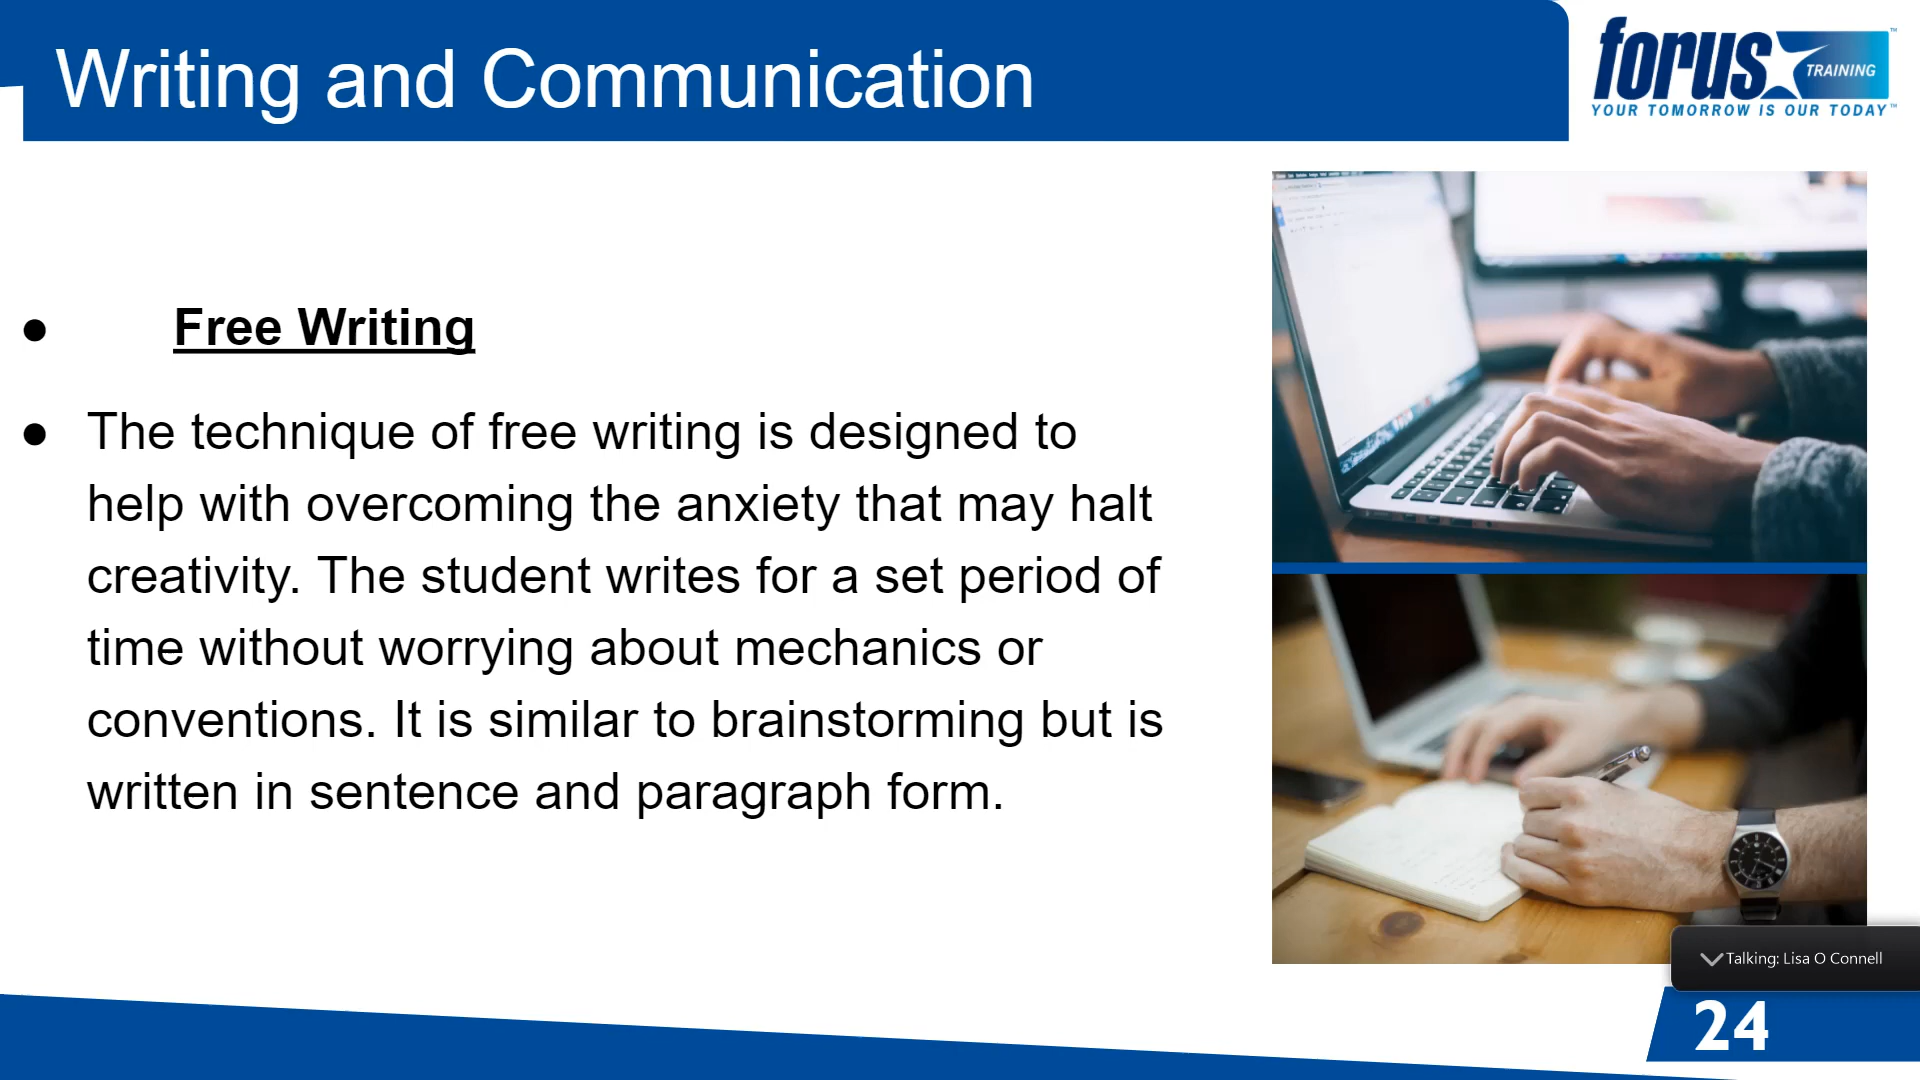 Writing and Communication
forus
TRAINING
YOUR TOMORROW IS OUR TODAY
● Free Writing
● The technique of free writing is designed to
help with overcoming the anxiety that may halt
creativity. The student writes for a set period of
time without worrying about mechanics or
conventions. It is similar to brainstorming but is
written in sentence and paragraph form.
Talking: Lisa O Connell
24